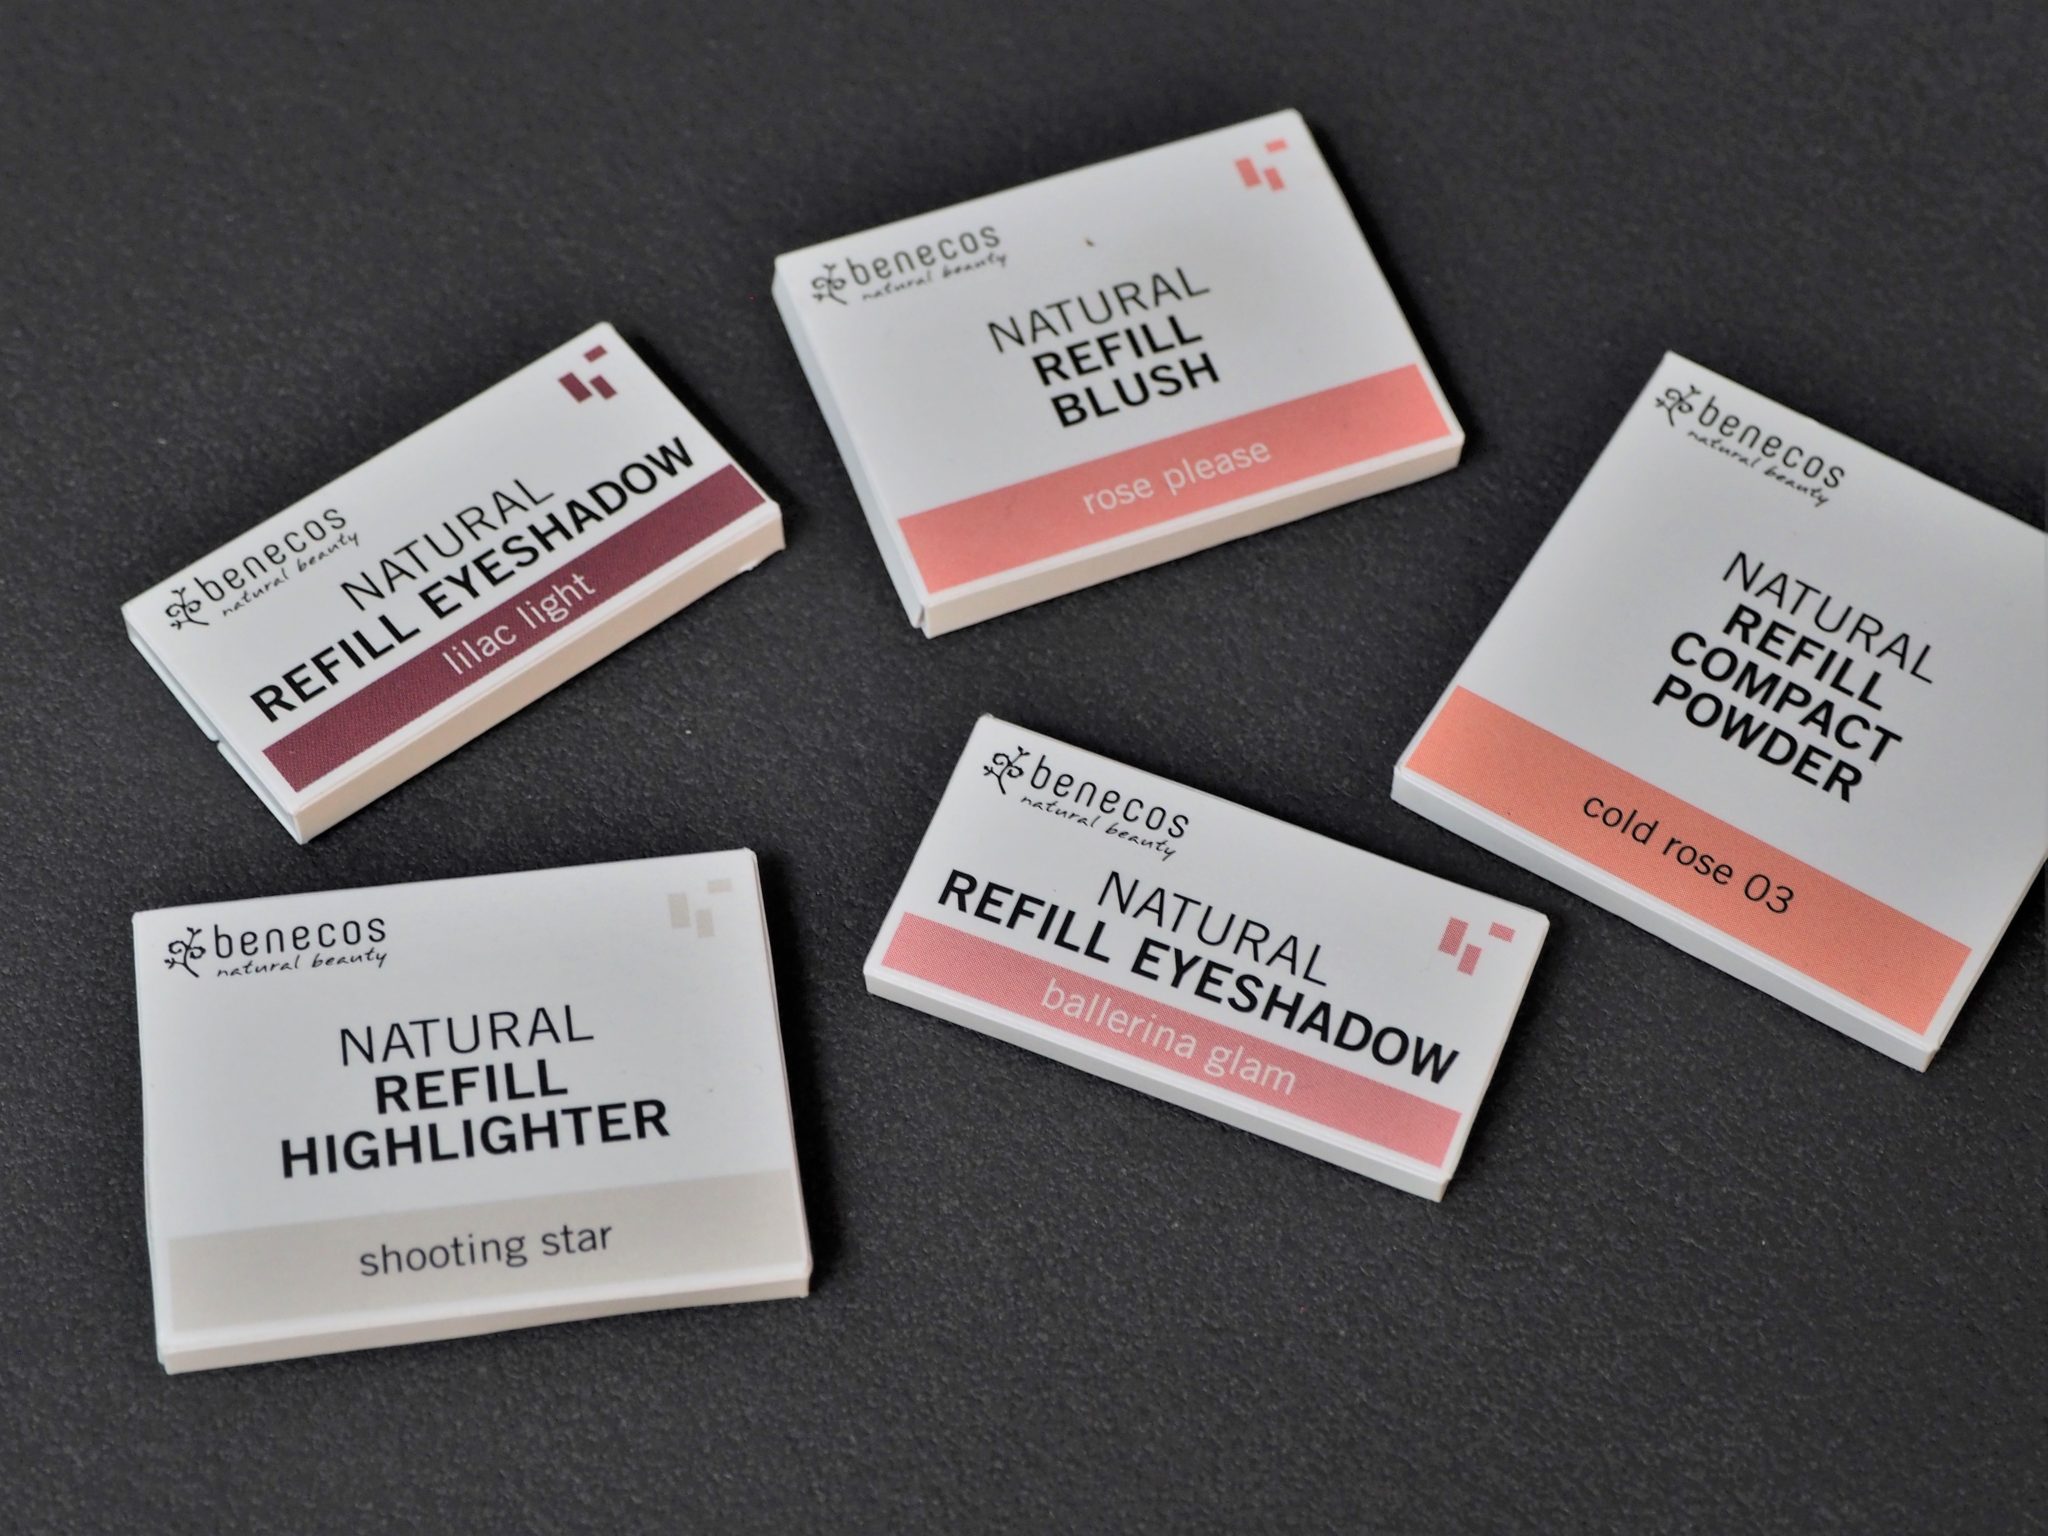 benecos
natural beauty
NATURAL
REFILL
BLUSH
rose please
benecos
natural beauty
NATURAL
REFILL EYESHADOW
lilac light
benecos
natural beauty
NATURAL
REFILL
COMPACT
POWDER
cold rose 03
benecos
natural beauty
NATURAL
REFILL EYESHADOW
ballerina glam
benecos
natural beauty
NATURAL
REFILL
HIGHLIGHTER
shooting star